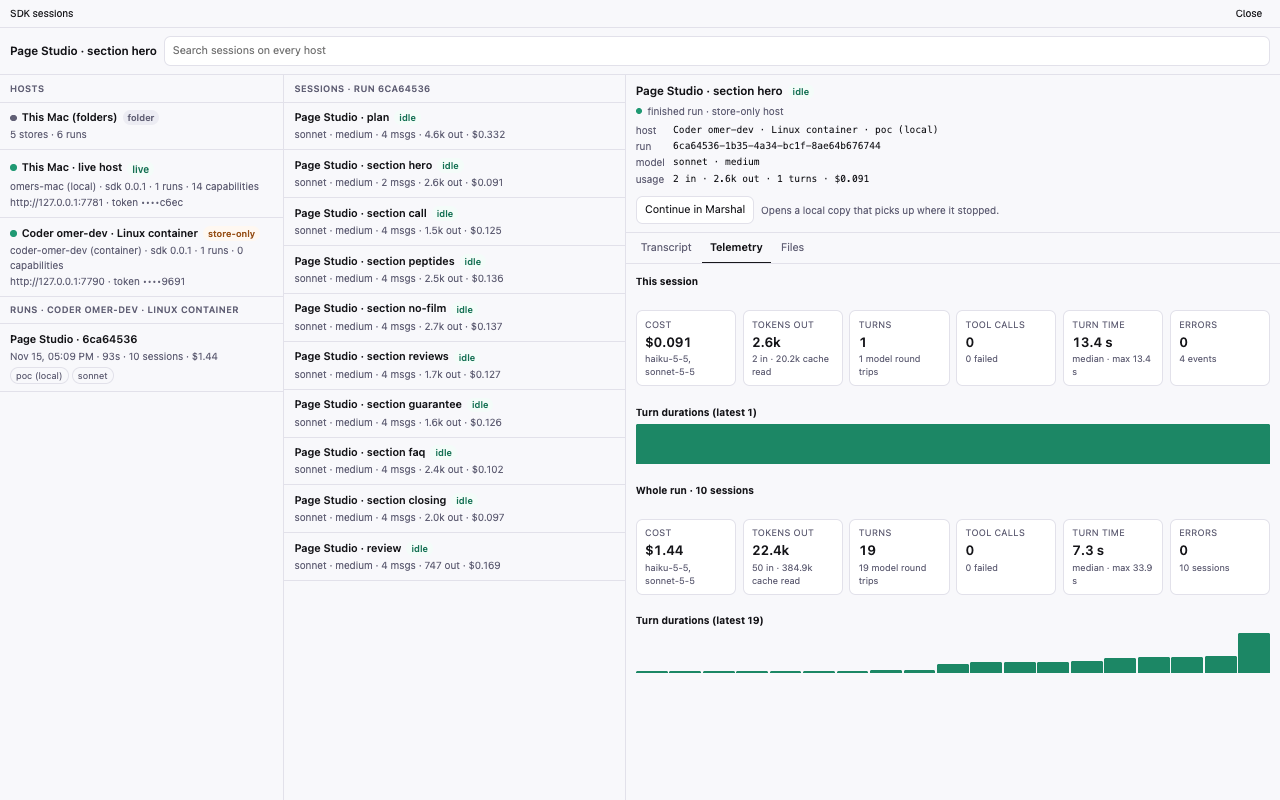 SDK sessions
Close
Page Studio · section hero
Search sessions on every host
HOSTS
This Mac (folders) folder
5 stores · 6 runs
This Mac · live host live
omers-mac (local) · sdk 0.0.1 · 1 runs · 14 capabilities
http://127.0.0.1:7781 · token ••••c6ec
Coder omer-dev · Linux container store-only
coder-omer-dev (container) · sdk 0.0.1 · 1 runs · 0
capabilities
http://127.0.0.1:7790 · token ••••9691
RUNS · CODER OMER-DEV · LINUX CONTAINER
Page Studio · 6ca64536
Nov 15, 05:09 PM · 93s · 10 sessions · $1.44
poc (local) sonnet
SESSIONS · RUN 6CA64536
Page Studio · plan idle
sonnet · medium · 4 msgs · 4.6k out · $0.332
Page Studio · section hero idle
sonnet · medium · 2 msgs · 2.6k out · $0.091
Page Studio · section call idle
sonnet · medium · 4 msgs · 1.5k out · $0.125
Page Studio · section peptides idle
sonnet · medium · 4 msgs · 2.5k out · $0.136
Page Studio · section no-film idle
sonnet · medium · 4 msgs · 2.7k out · $0.137
Page Studio · section reviews idle
sonnet · medium · 4 msgs · 1.7k out · $0.127
Page Studio · section guarantee idle
sonnet · medium · 4 msgs · 1.6k out · $0.126
Page Studio · section faq idle
sonnet · medium · 4 msgs · 2.4k out · $0.102
Page Studio · section closing idle
sonnet · medium · 4 msgs · 2.0k out · $0.097
Page Studio · review idle
sonnet · medium · 4 msgs · 747 out · $0.169
Page Studio · section hero idle
finished run · store-only host
host Coder omer-dev · Linux container · poc (local)
run 6ca64536-1b35-4a34-bc1f-8ae64b676744
model sonnet · medium
usage 2 in · 2.6k out · 1 turns · $0.091
Continue in Marshal Opens a local copy that picks up where it stopped.
Transcript Telemetry Files
This session
COST
$0.091
haiku-5-5,
sonnet-5-5
TOKENS OUT
2.6k
2 in · 20.2k cache
read
TURNS
1
1 model round
trips
TOOL CALLS
0
0 failed
TURN TIME
13.4 s
median · max 13.4
s
ERRORS
0
4 events
Turn durations (latest 1)
Whole run · 10 sessions
COST
$1.44
haiku-5-5,
sonnet-5-5
TOKENS OUT
22.4k
50 in · 384.9k
cache read
TURNS
19
19 model round
trips
TOOL CALLS
0
0 failed
TURN TIME
7.3 s
median · max 33.9
s
ERRORS
0
10 sessions
Turn durations (latest 19)